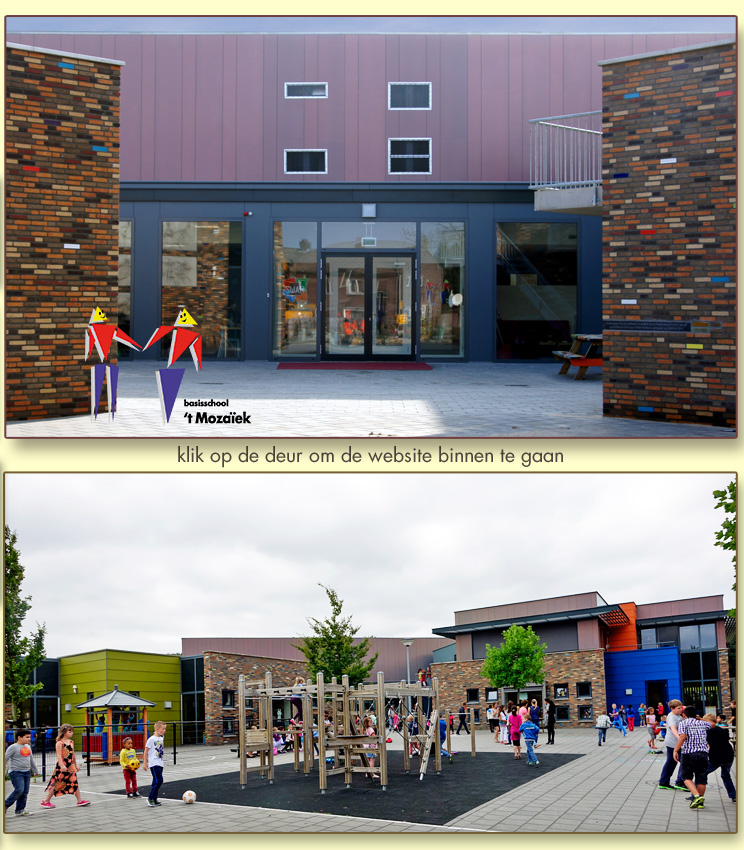 basisschool
't Mozaïek
klik op de deur om de website binnen te gaan